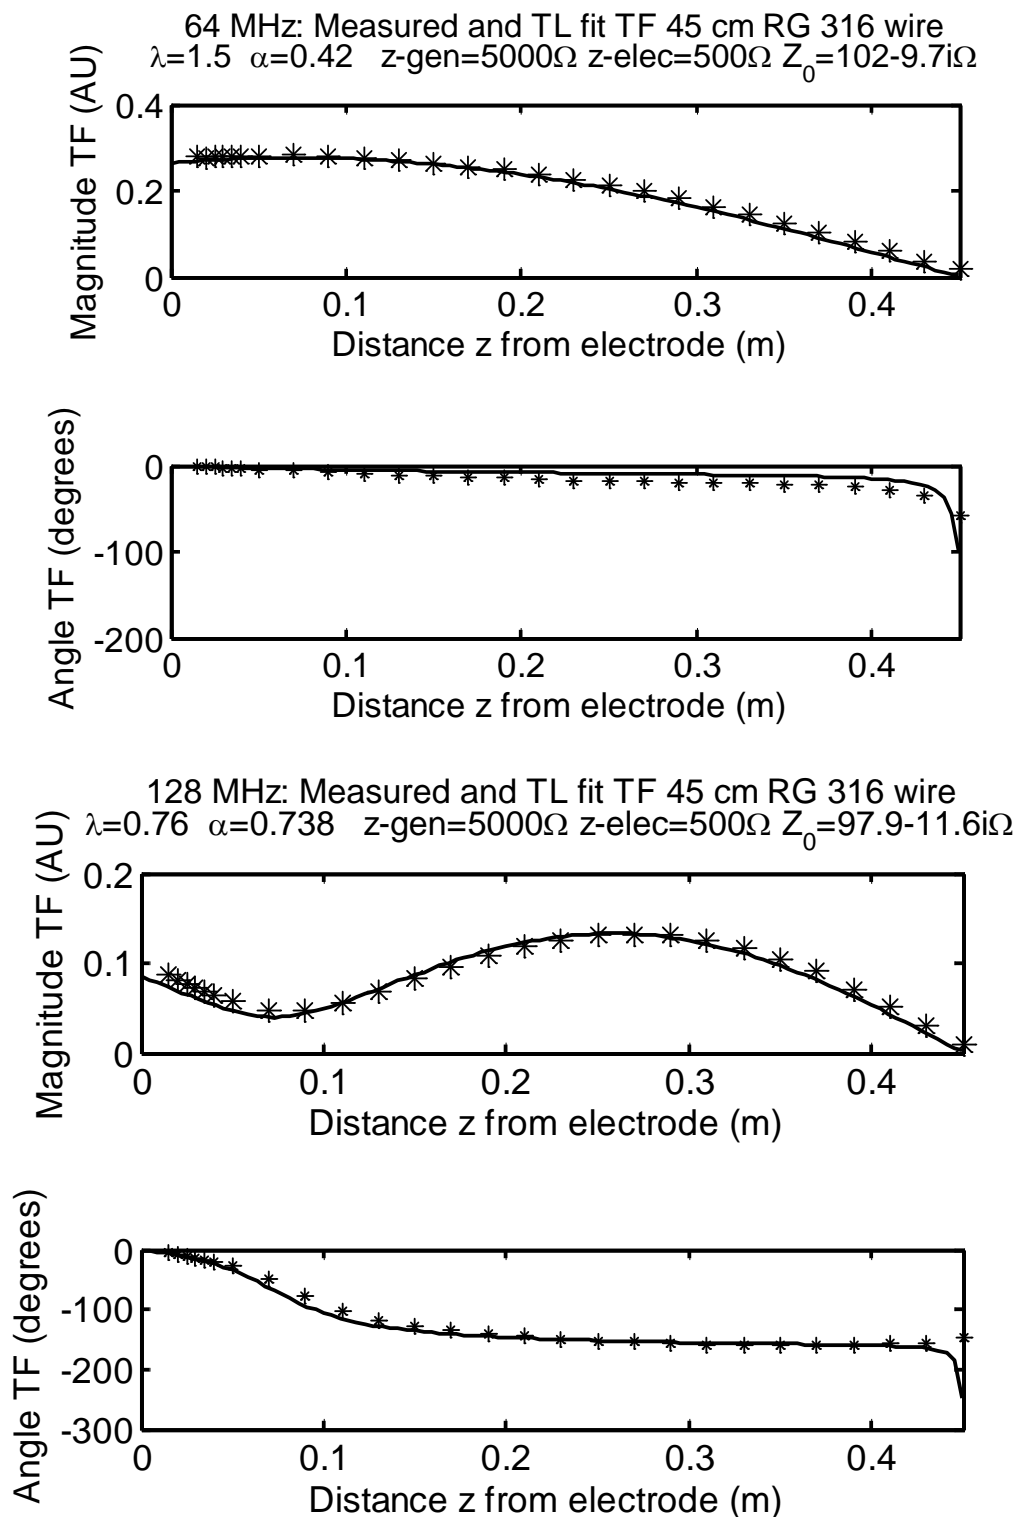 64 MHz: Measured and TL fit TF 45 cm RG 316 wire
λ=1.5 α=0.42 z-gen=5000Ω z-elec=500Ω Z0=102-9.7iΩ
Magnitude TF (AU)
0.4
0.2
0
0 0.1 0.2 0.3 0.4
Distance z from electrode (m)
Angle TF (degrees)
0
-100
-200
0 0.1 0.2 0.3 0.4
Distance z from electrode (m)
128 MHz: Measured and TL fit TF 45 cm RG 316 wire
λ=0.76 α=0.738 z-gen=5000Ω z-elec=500Ω Z0=97.9-11.6iΩ
Magnitude TF (AU)
0.2
0.1
0
0 0.1 0.2 0.3 0.4
Distance z from electrode (m)
Angle TF (degrees)
0
-100
-200
-300
0 0.1 0.2 0.3 0.4
Distance z from electrode (m)